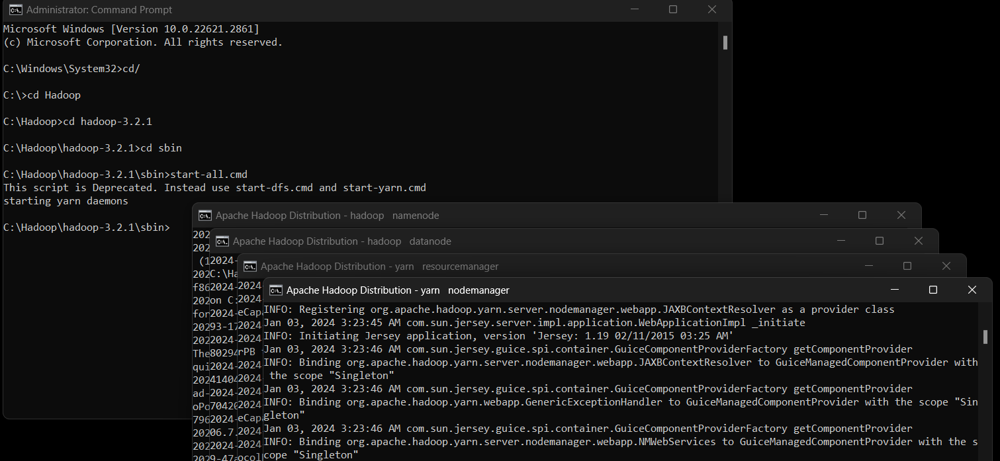 Administrator: Command Prompt
Microsoft Windows [Version 10.0.22621.2861]
(c) Microsoft Corporation. All rights reserved.
C:\Windows\System32>cd/
C:\>cd Hadoop
C:\Hadoop>cd hadoop-3.2.1
C:\Hadoop\hadoop-3.2.1>cd sbin
C:\Hadoop\hadoop-3.2.1\sbin>start-all.cmd
This script is Deprecated. Instead use start-dfs.cmd and start-yarn.cmd
starting yarn daemons
C:\Hadoop\hadoop-3.2.1\sbin>
Apache Hadoop Distribution - hadoop   namenode
202
202
(1
202
f86
202
for
202
202
The
qui
202
ad-
oPo
796
202
202
202
Apache Hadoop Distribution - hadoop   datanode
2024-
C:\Ha
2024-
on C:
2024-
93-17
2024-
80294
2024-
41404
2024-
70420
2024-
06.7.
2024-
9-47a
Apache Hadoop Distribution - yarn   resourcemanager
2024
2024
eCapa
2024
2024
rPB
2024
2024
2024
2024
eCapa
2024
2024
ocol
Apache Hadoop Distribution - yarn   nodemanager
INFO: Registering org.apache.hadoop.yarn.server.nodemanager.webapp.JAXBContextResolver as a provider class
Jan 03, 2024 3:23:45 AM com.sun.jersey.server.impl.application.WebApplicationImpl _initiate
INFO: Initiating Jersey application, version 'Jersey: 1.19 02/11/2015 03:25 AM'
Jan 03, 2024 3:23:46 AM com.sun.jersey.guice.spi.container.GuiceComponentProviderFactory getComponentProvider
INFO: Binding org.apache.hadoop.yarn.server.nodemanager.webapp.JAXBContextResolver to GuiceManagedComponentProvider with
the scope "Singleton"
Jan 03, 2024 3:23:46 AM com.sun.jersey.guice.spi.container.GuiceComponentProviderFactory getComponentProvider
INFO: Binding org.apache.hadoop.yarn.webapp.GenericExceptionHandler to GuiceManagedComponentProvider with the scope "Sin
gleton"
Jan 03, 2024 3:23:46 AM com.sun.jersey.guice.spi.container.GuiceComponentProviderFactory getComponentProvider
INFO: Binding org.apache.hadoop.yarn.server.nodemanager.webapp.NMWebServices to GuiceManagedComponentProvider with the s
cope "Singleton"